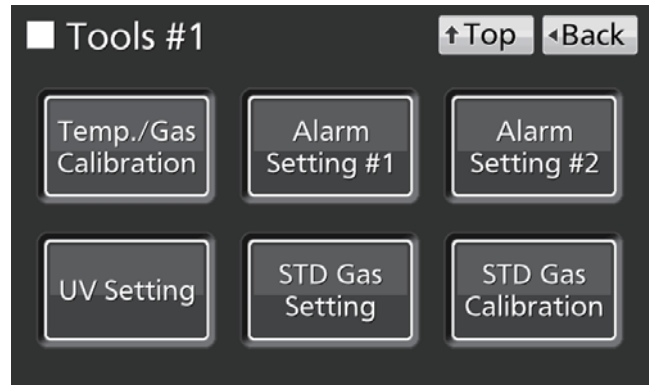 Tools #1
↑Top
◂Back
Temp./Gas
Calibration
Alarm
Setting #1
Alarm
Setting #2
UV Setting
STD Gas
Setting
STD Gas
Calibration